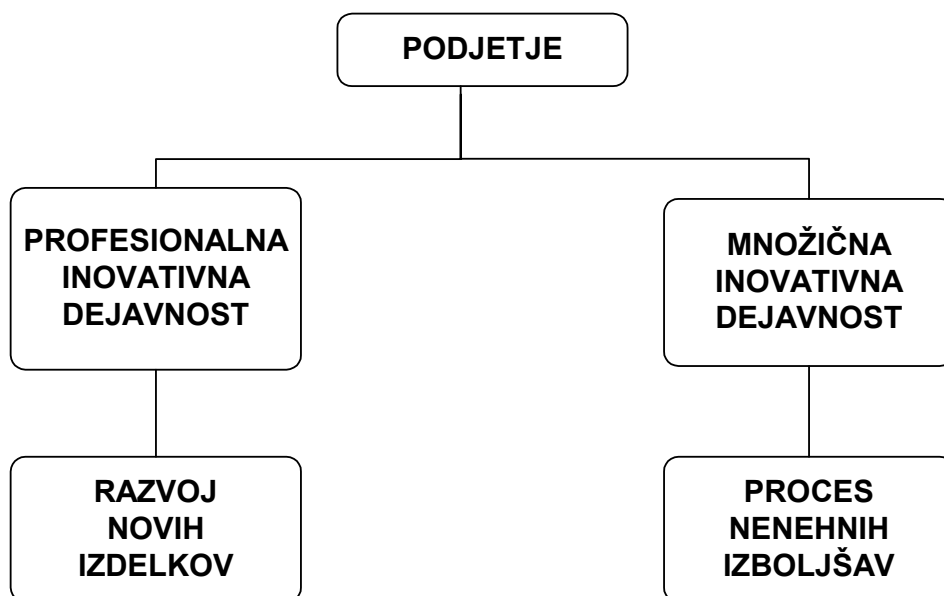 PODJETJE
PROFESIONALNA
INOVATIVNA
DEJAVNOST
MNOŽIČNA
INOVATIVNA
DEJAVNOST
RAZVOJ
NOVIH
IZDELKOV
PROCES
NENEHNIH
IZBOLJŠAV